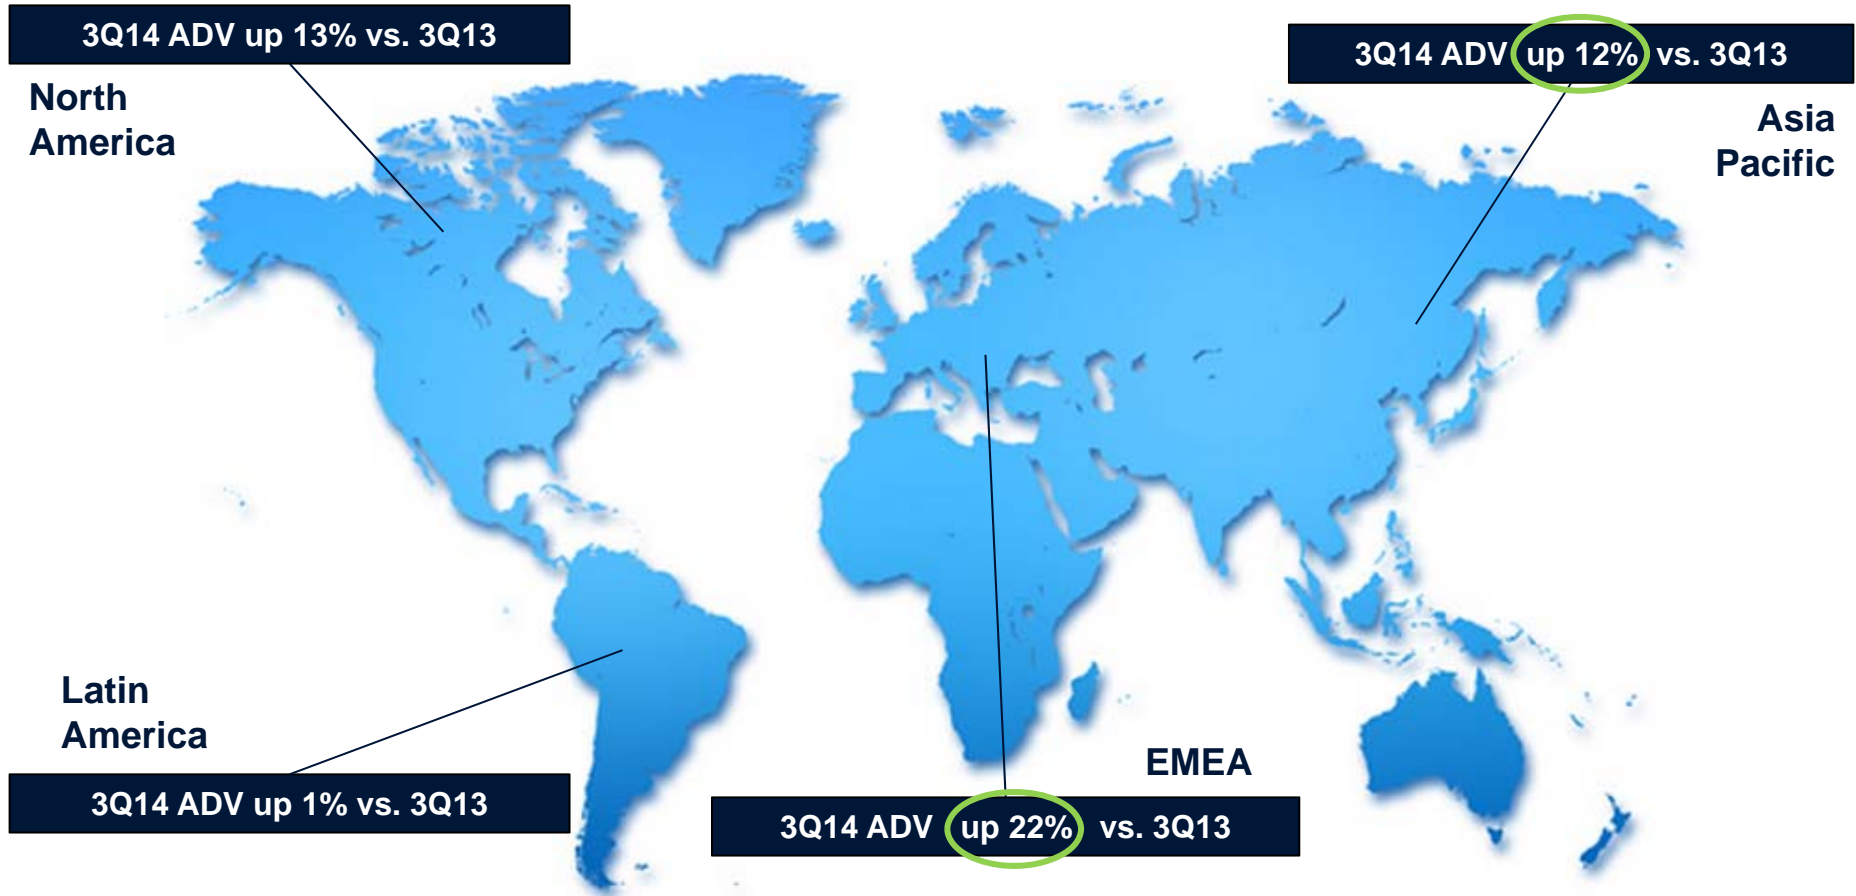 3Q14 ADV up 13% vs. 3Q13
North
America
3Q14 ADV up 12% vs. 3Q13
Asia
Pacific
Latin
America
3Q14 ADV up 1% vs. 3Q13
EMEA
3Q14 ADV up 22% vs. 3Q13